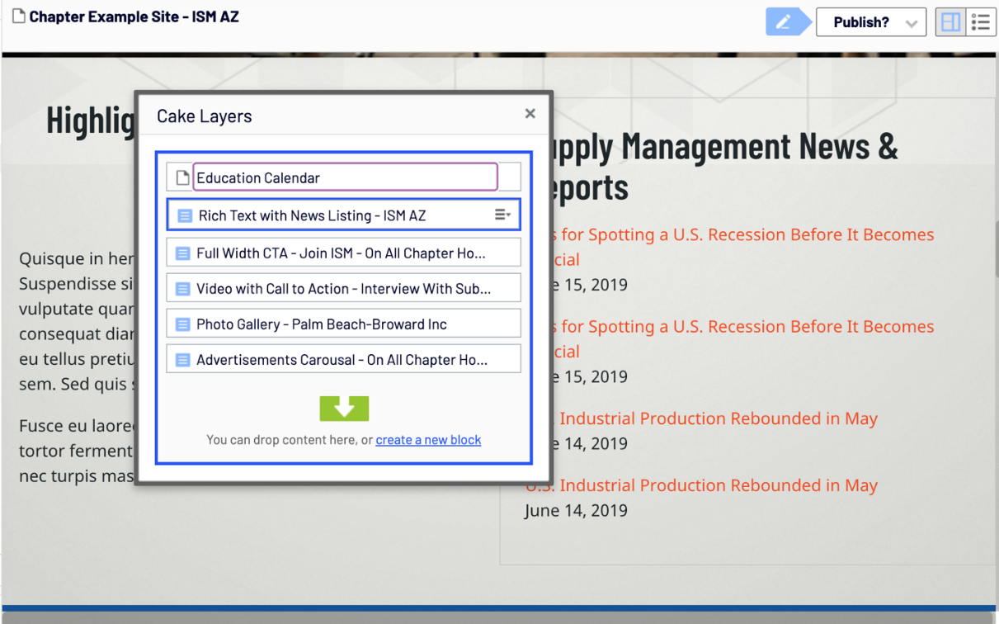 Chapter Example Site - ISM AZ
Publish?
Cake Layers
Education Calendar
Rich Text with News Listing - ISM AZ
Full Width CTA - Join ISM - On All Chapter Ho...
Video with Call to Action - Interview With Sub...
Photo Gallery - Palm Beach-Broward Inc
Advertisements Carousal - On All Chapter Ho...
You can drop content here, or create a new block
Highlig
Quisque in her
Suspendisse si
vulputate quar
consequat diar
eu tellus pretiu
sem. Sed quis s
Fusce eu laore
tortor ferment
nec turpis mas
upply Management News &
eports
s for Spotting a U.S. Recession Before It Becomes
cial
e 15, 2019
s for Spotting a U.S. Recession Before It Becomes
cial
e 15, 2019
. Industrial Production Rebounded in May
e 14, 2019
U.S. Industrial Production Rebounded in May
June 14, 2019